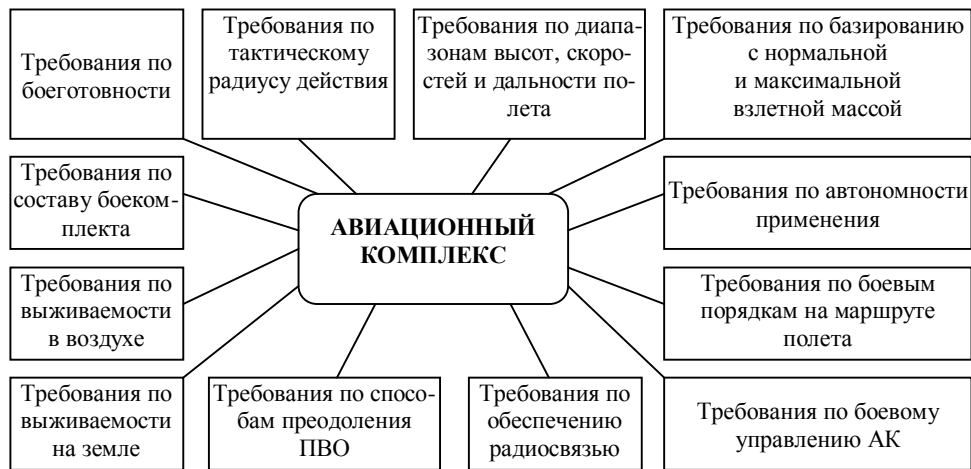 Требования по
боеготовности
Требования по
тактическому
радиусу действия
Требования по диапа-
зонам высот, скоро-
стей и дальности по-
лета
Требования по базированию
с нормальной
и максимальной
взлетной массой
Требования по
составу боеком-
плекта
АВИАЦИОННЫЙ
КОМПЛЕКС
Требования по автономности
применения
Требования по
выживаемости
в воздухе
Требования по боевым
порядкам на маршруте
полета
Требования по
выживаемости
на земле
Требования по спосо-
бам преодоления
ПВО
Требования по
обеспечению
радиосвязью
Требования по боевому
управлению АК